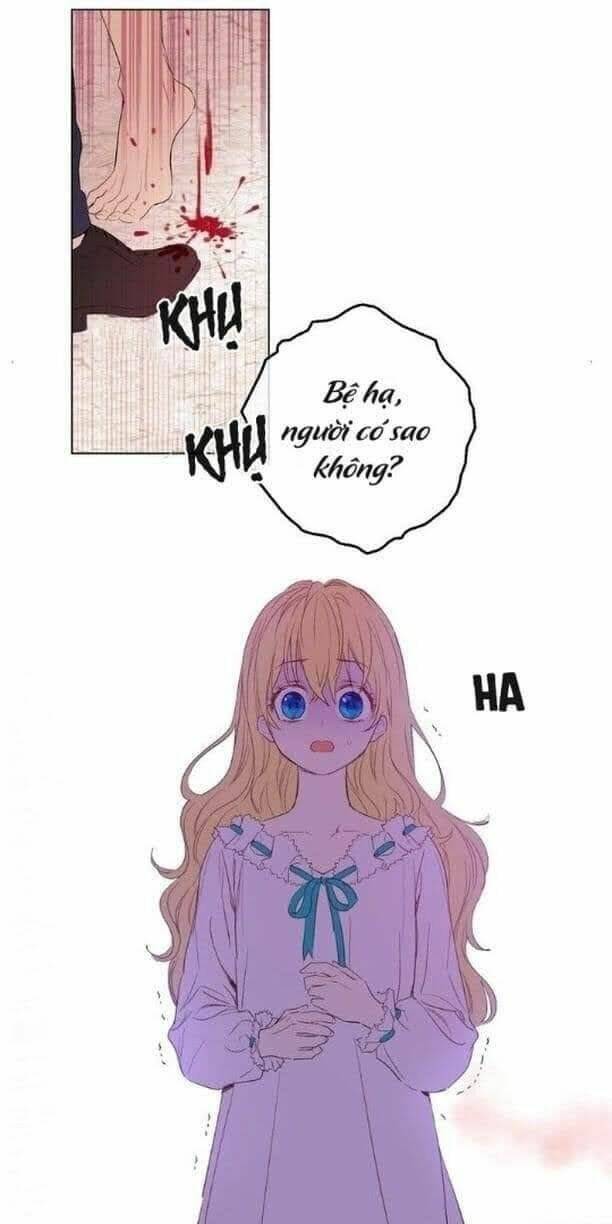 KHỤ
KHỤ
Bệ hạ,
người có sao
không?
HA